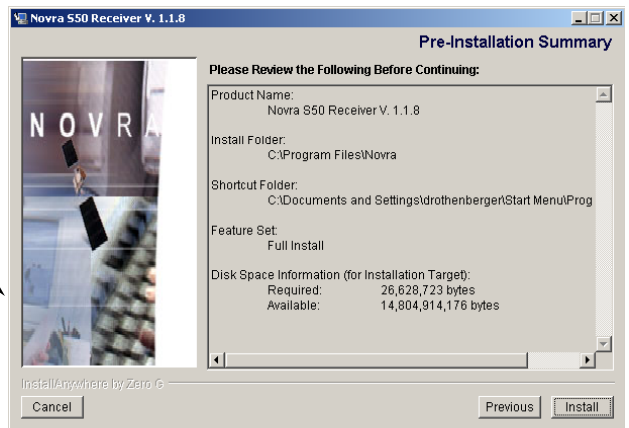 Novra S50 Receiver V. 1.1.8
Pre-Installation Summary
NOVRA
Please Review the Following Before Continuing:
Product Name:
Novra S50 Receiver V. 1.1.8
Install Folder:
C:\Program Files\Novra
Shortcut Folder:
C:\Documents and Settings\drothenberger\Start Menu\Prog
Feature Set:
Full Install
Disk Space Information (for Installation Target):
Required: 26,628,723 bytes
Available: 14,804,914,176 bytes
InstallAnywhere by Zero G
Cancel
Previous
Install